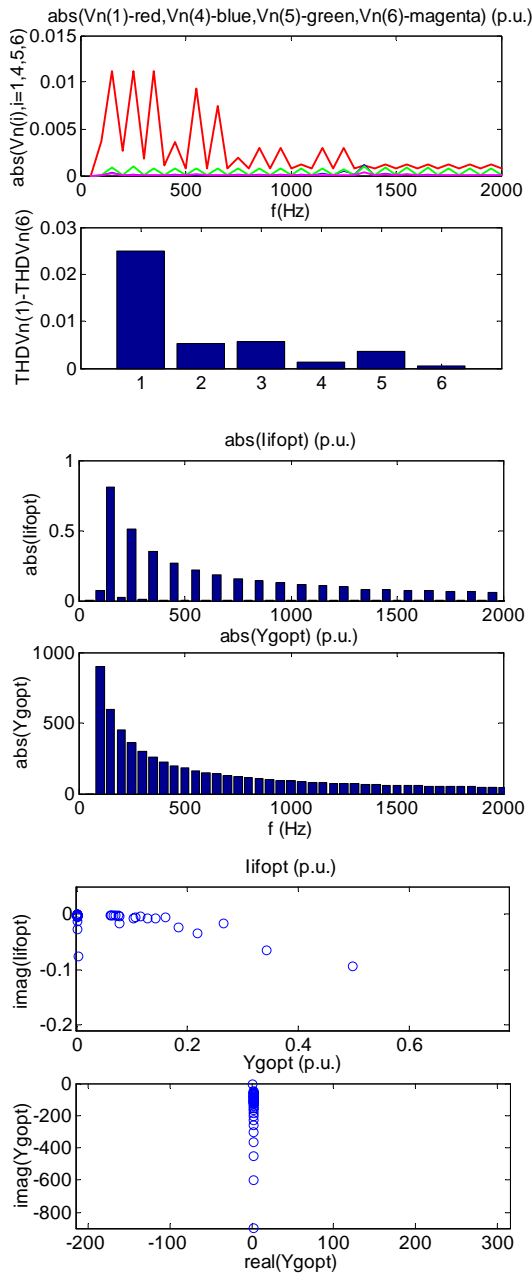 abs(Vn(1)-red,Vn(4)-blue,Vn(5)-green,Vn(6)-magenta) (p.u.)
abs(Vn(i),i=1,4,5,6)
0.015
0.01
0.005
0
0 500 1000 1500 2000
f(Hz)
THDVn(1)-THDVn(6)
0.03
0.02
0.01
0
1 2 3 4 5 6
abs(Iifopt) (p.u.)
abs(Iifopt)
1
0.5
0
0 500 1000 1500 2000
abs(Ygopt) (p.u.)
abs(Ygopt)
1000
500
0
0 500 1000 1500 2000
f (Hz)
Iifopt (p.u.)
imag(Iifopt)
0
-0.1
-0.2
0 0.2 0.4 0.6
Ygopt (p.u.)
imag(Ygopt)
0
-200
-400
-600
-800
-200 -100 0 100 200 300
real(Ygopt)